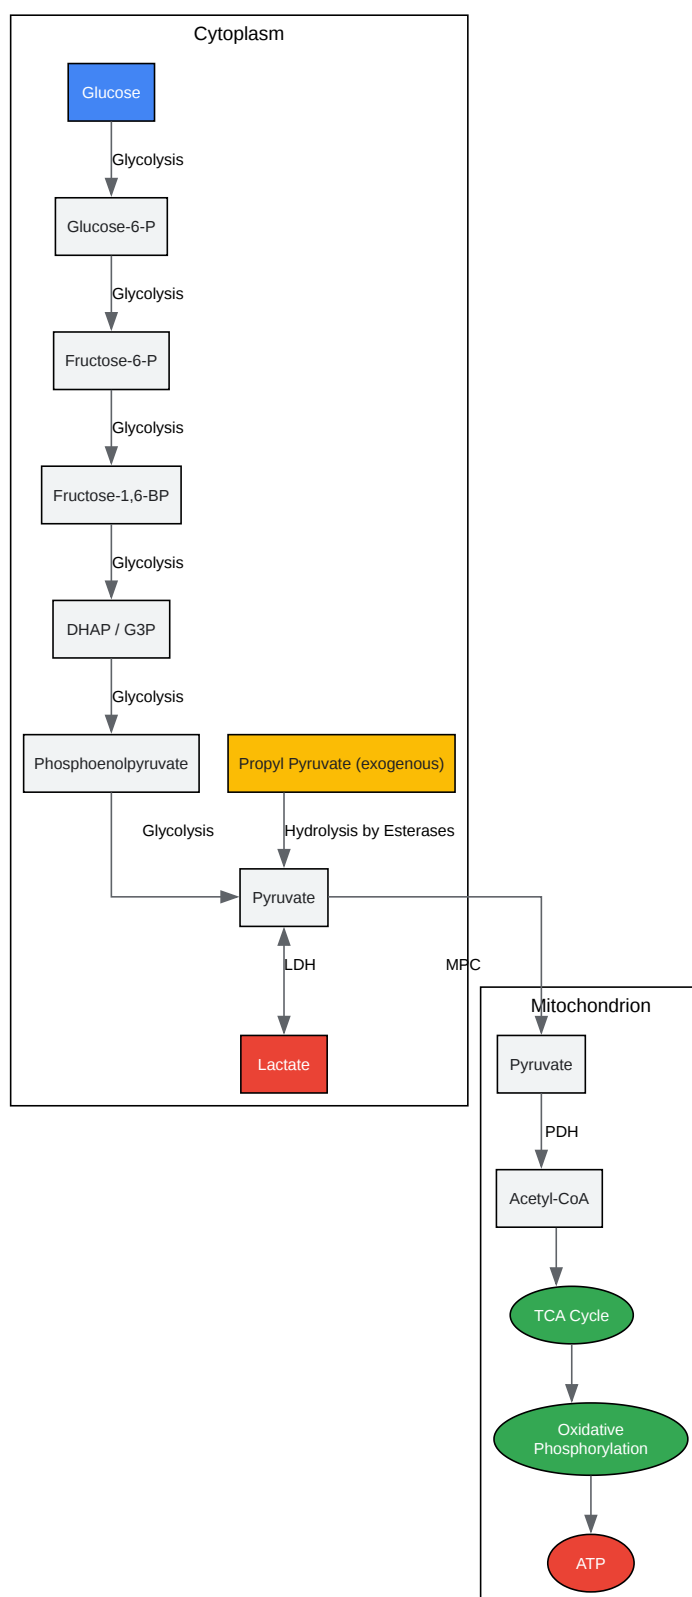 Cytoplasm
Glucose
Glycolysis
Glucose-6-P
Glycolysis
Fructose-6-P
Glycolysis
Fructose-1,6-BP
Glycolysis
DHAP / G3P
Glycolysis
Phosphoenolpyruvate
Propyl Pyruvate (exogenous)
Glycolysis
Hydrolysis by Esterases
Pyruvate
LDH
MPC
Lactate
Mitochondrion
Pyruvate
PDH
Acetyl-CoA
TCA Cycle
Oxidative
Phosphorylation
ATP